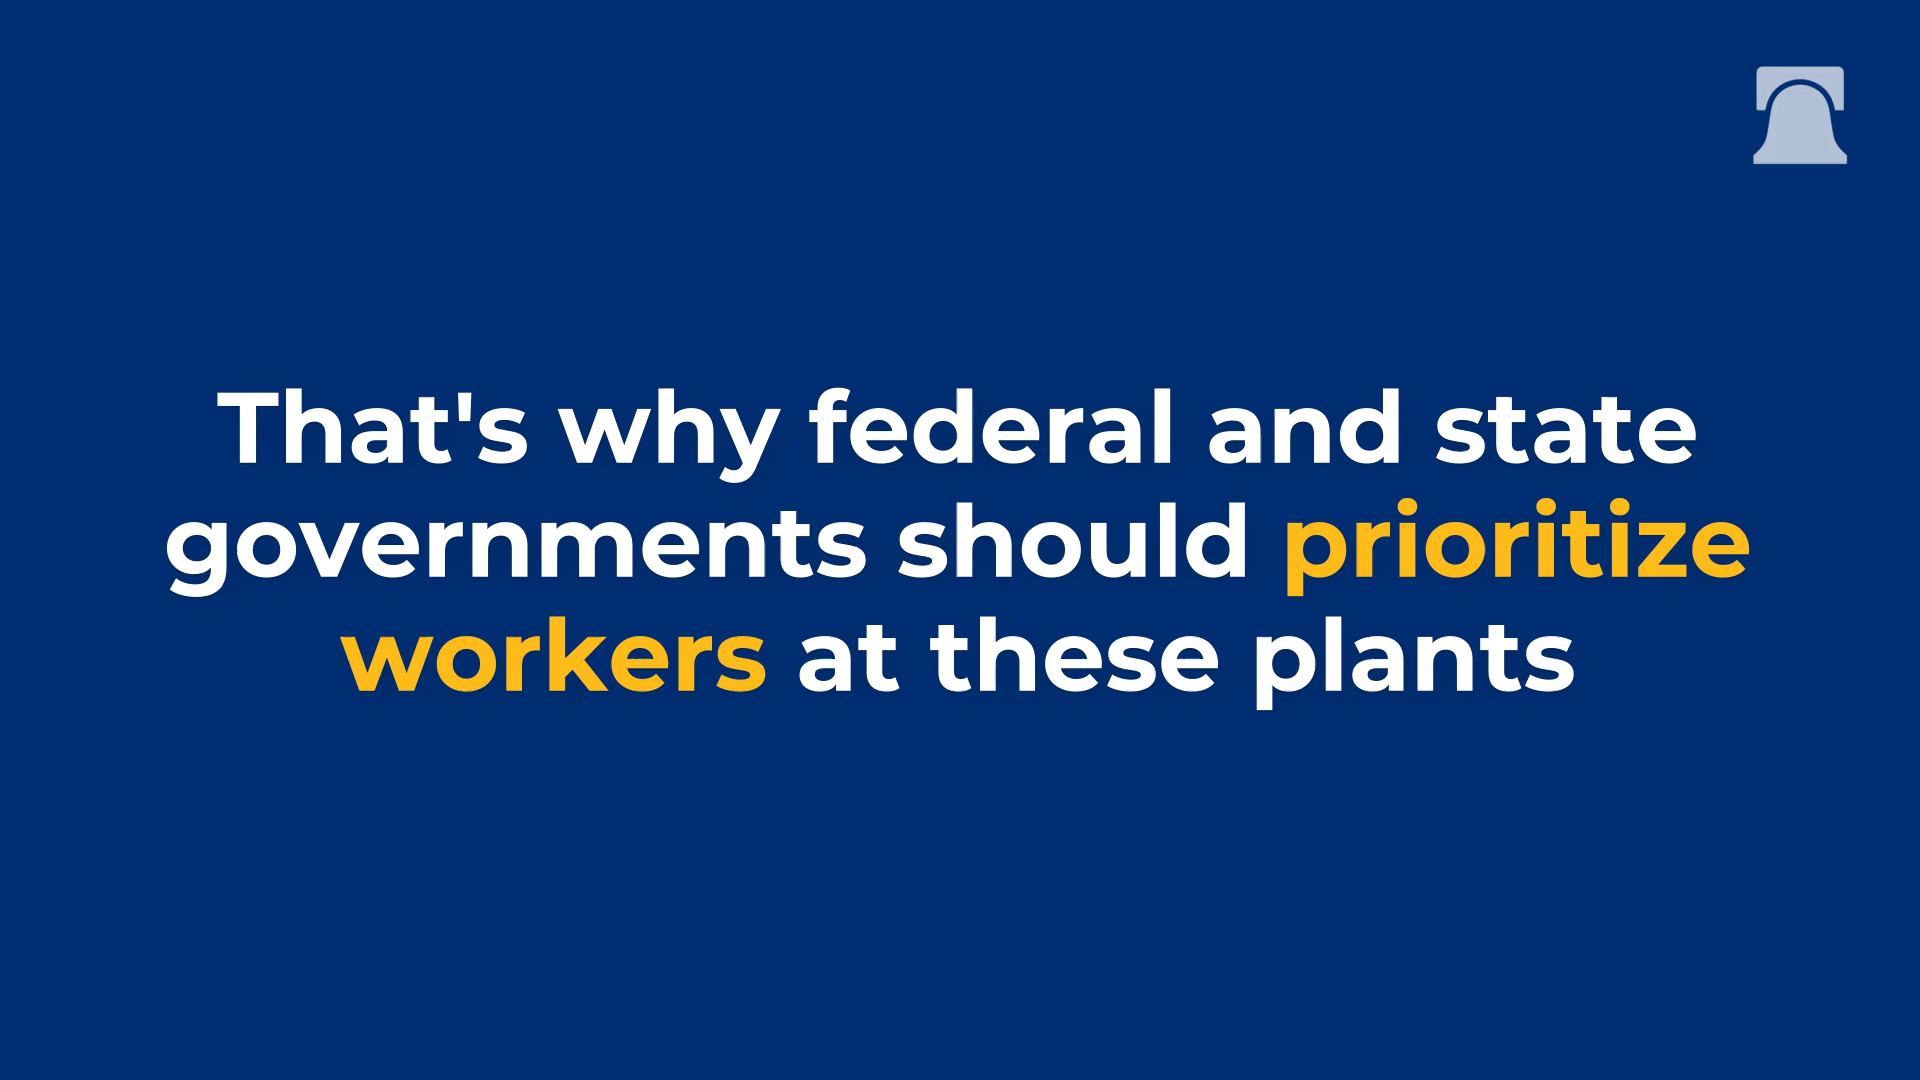 That's why federal and state
governments should prioritize
workers at these plants